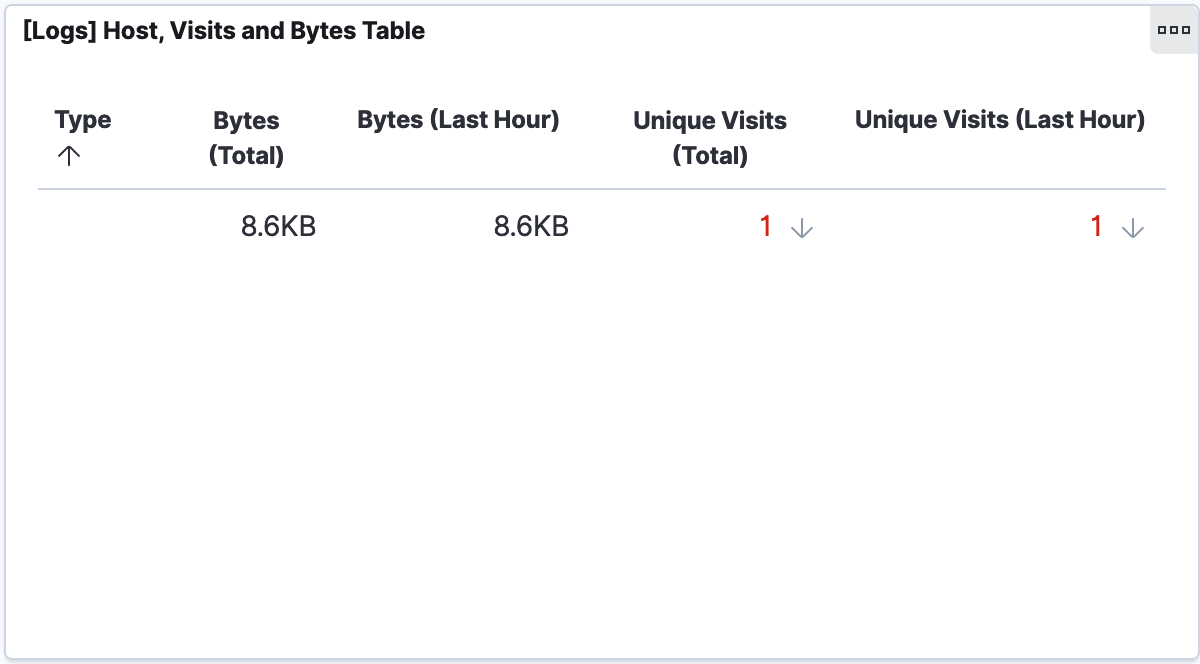 [Logs] Host, Visits and Bytes Table
Type Bytes Bytes (Last Hour) Unique Visits Unique Visits (Last Hour)
↑ (Total) (Total)
8.6KB 8.6KB 1 ↓ 1 ↓